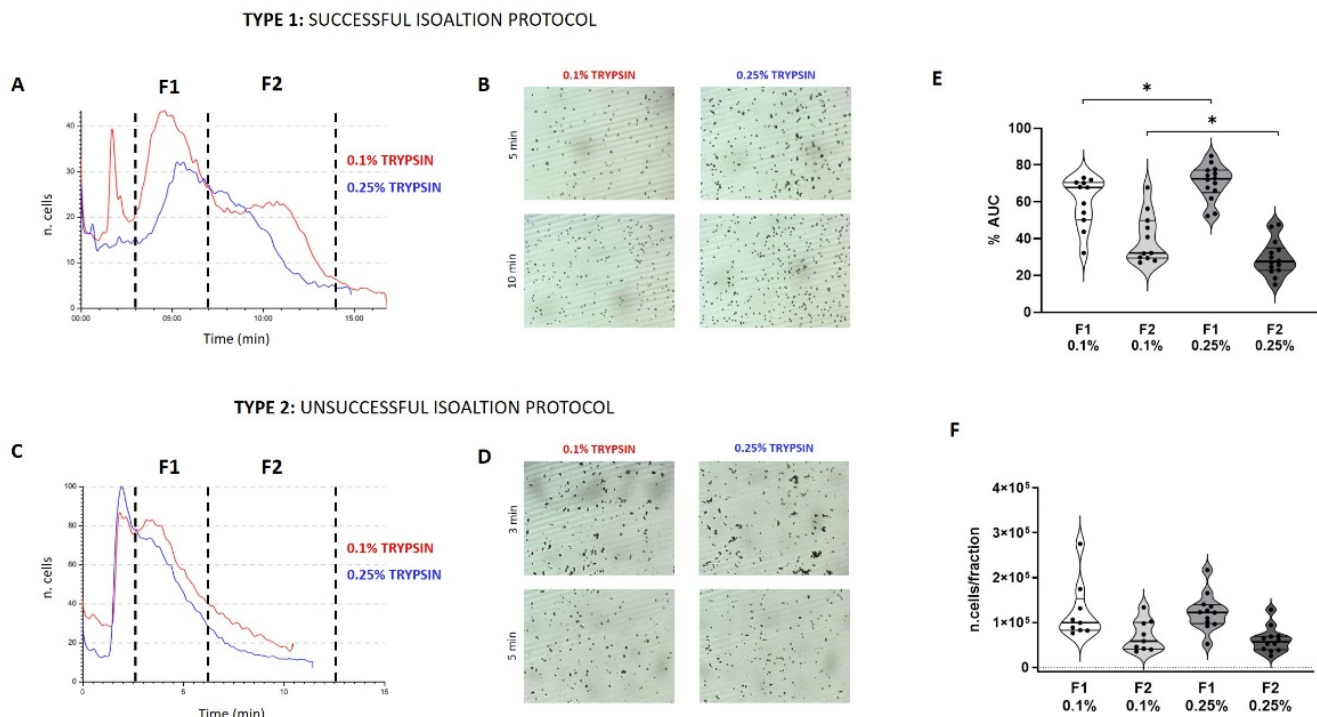 TYPE 1: SUCCESSFUL ISOALTION PROTOCOL
A
F1
F2
n. cells
40
30
20
10
0
0.1% TRYPSIN
0.25% TRYPSIN
00:00
05:00
10:00
15:00
Time (min)
B
0.1% TRYPSIN
0.25% TRYPSIN
5 min
10 min
E
*
*
% AUC
100
80
60
40
20
0
F1 F2 F1 F2
0.1% 0.1% 0.25% 0.25%
TYPE 2: UNSUCCESSFUL ISOALTION PROTOCOL
C
F1
F2
n. cells
100
80
60
40
20
0
0.1% TRYPSIN
0.25% TRYPSIN
0
5
10
15
Time (min)
D
0.1% TRYPSIN
0.25% TRYPSIN
3 min
5 min
F
n.cells/fraction
4×10⁵
3×10⁵
2×10⁵
1×10⁵
0
F1 F2 F1 F2
0.1% 0.1% 0.25% 0.25%